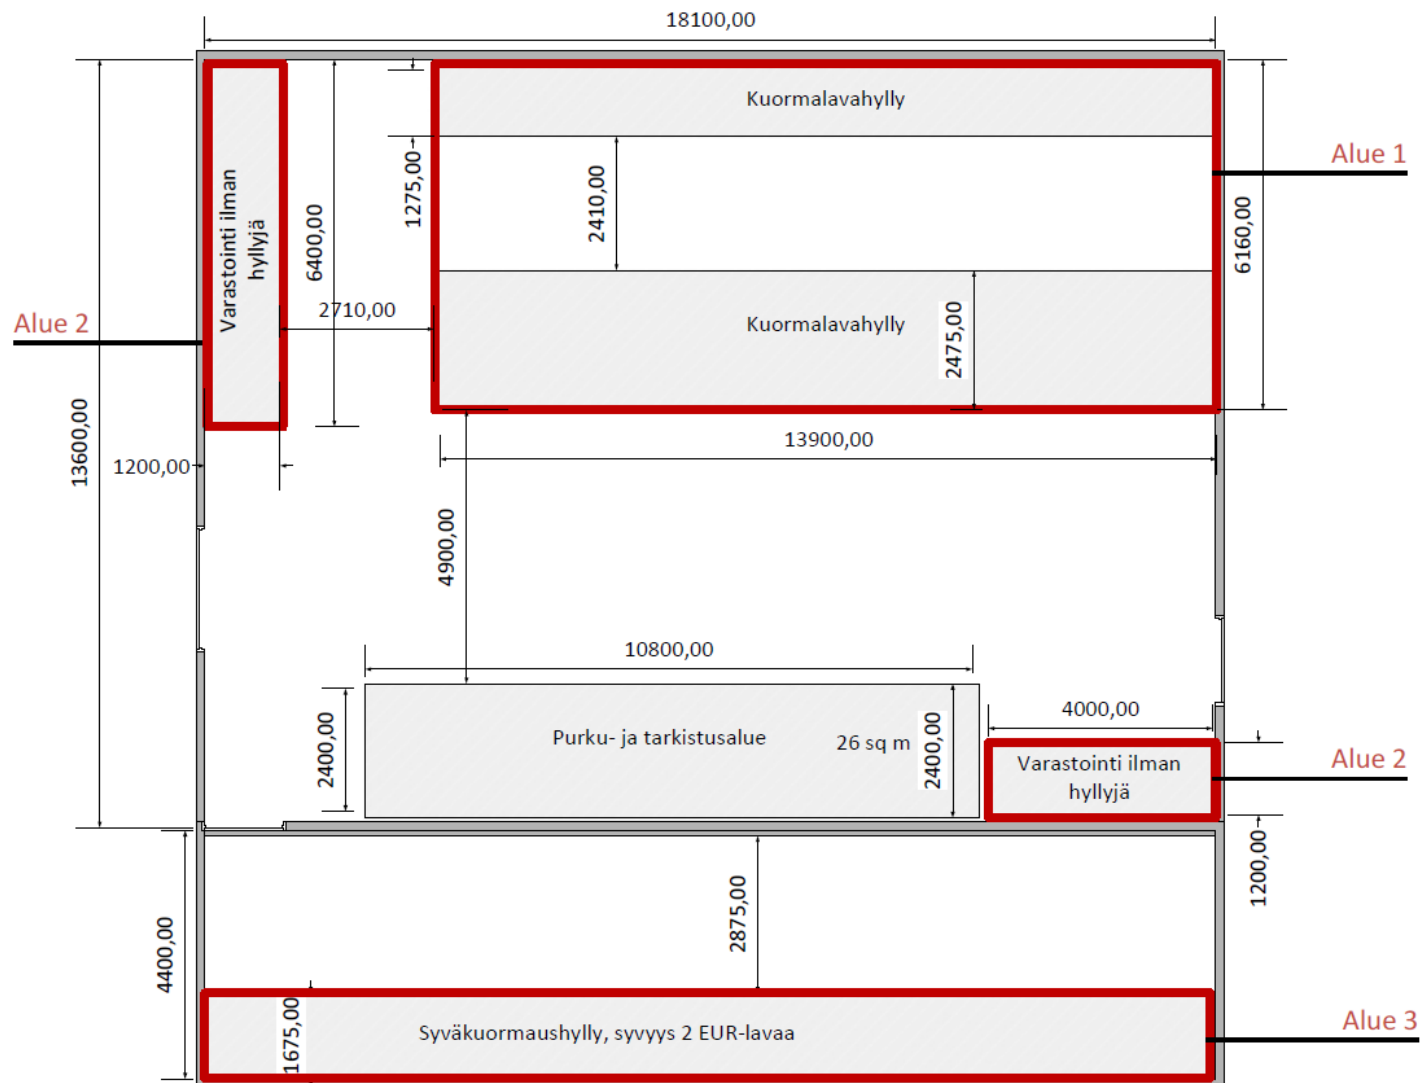 18100,00
Kuormalavahylly
Alue 1
1275,00
2410,00
6160,00
Varastointi ilman
hyllyjä
6400,00
2710,00
Alue 2
Kuormalavahylly
2475,00
13600,00
1200,00
13900,00
4900,00
10800,00
2400,00
Purku- ja tarkistusalue
26 sq m
2400,00
4000,00
Varastointi ilman
hyllyjä
Alue 2
1200,00
2875,00
4400,00
1675,00
Syväkuormaushylly, syvyys 2 EUR-lavaa
Alue 3